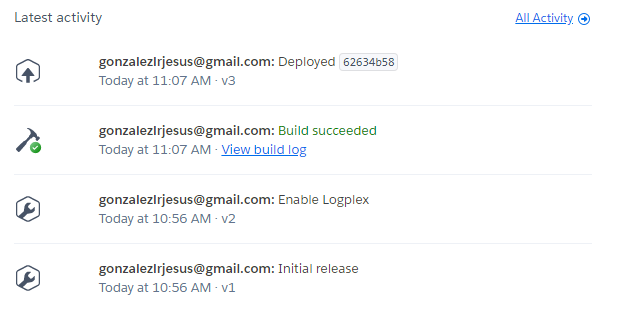 Latest activity
All Activity
gonzalezlrjesus@gmail.com: Deployed 62634b58
Today at 11:07 AM · v3
gonzalezlrjesus@gmail.com: Build succeeded
Today at 11:07 AM · View build log
gonzalezlrjesus@gmail.com: Enable Logplex
Today at 10:56 AM · v2
gonzalezlrjesus@gmail.com: Initial release
Today at 10:56 AM · v1